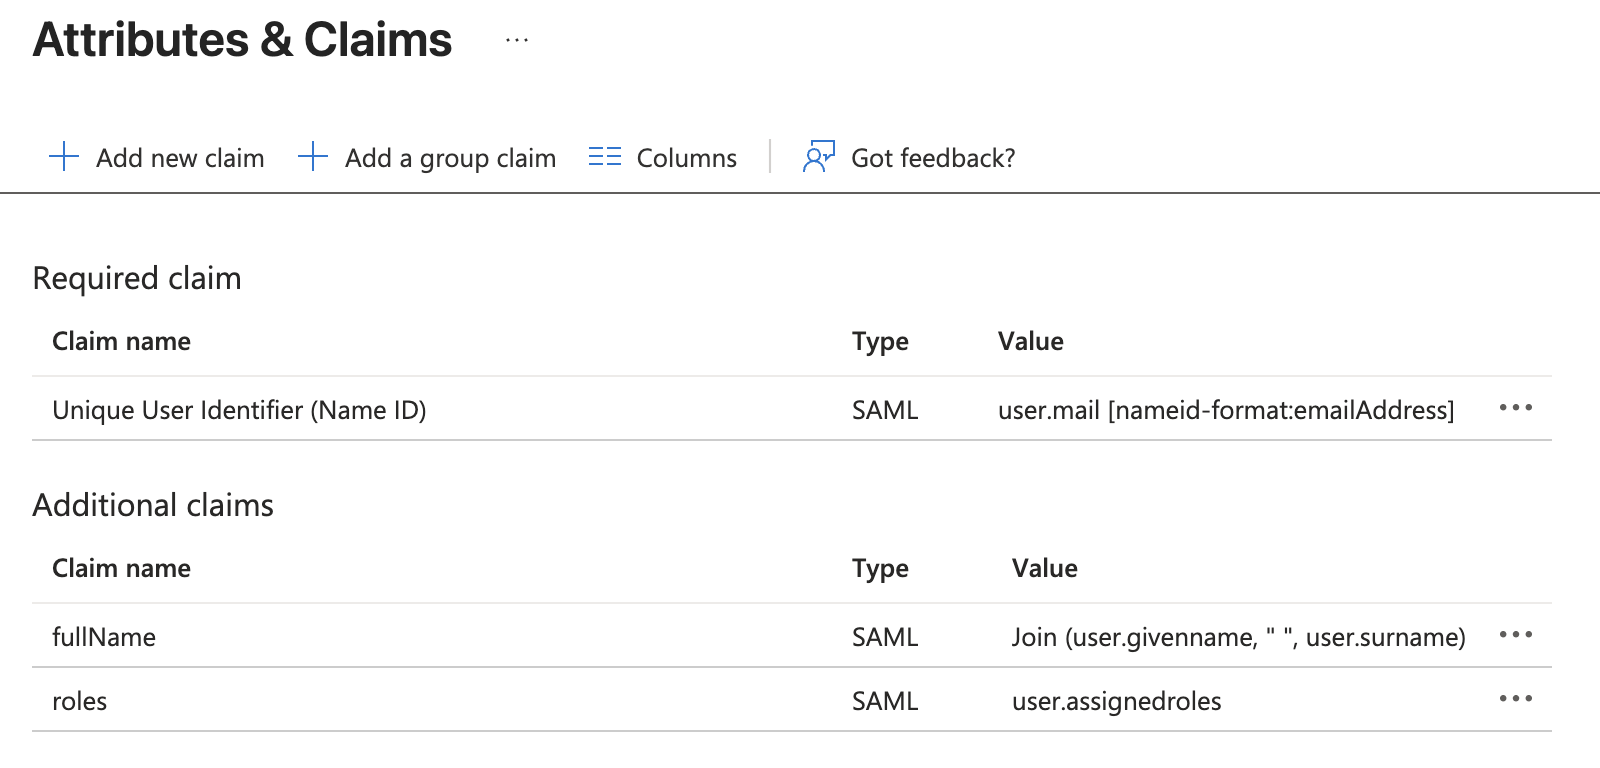 Attributes & Claims ...
Add new claim Add a group claim Columns Got feedback?
Required claim
Claim name Type Value
Unique User Identifier (Name ID) SAML user.mail [nameid-format:emailAddress] •••
Additional claims
Claim name Type Value
fullName SAML Join (user.givenname, " ", user.surname) •••
roles SAML user.assignedroles •••